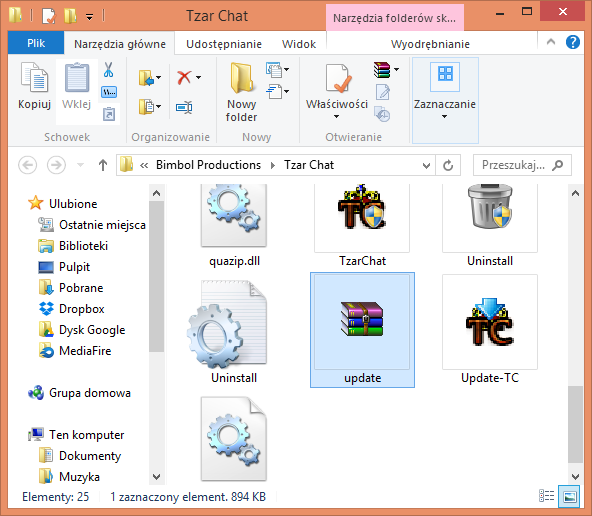 Tzar Chat
Narzędzia folderów sk...
Plik
Narzędzia główne
Udostępnianie
Widok
Wyodrębnianie
Kopiuj
Wklej
Nowy
folder
Właściwości
Zaznaczanie
Schowek
Organizowanie
Nowy
Otwieranie
« Bimbol Productions
Tzar Chat
Przeszukaj...
Ulubione
Ostatnie miejsca
Biblioteki
Pulpit
Pobrane
Dropbox
Dysk Google
MediaFire
Grupa domowa
Ten komputer
Dokumenty
Muzyka
TC
quazip.dll
TzarChat
Uninstall
TC
Uninstall
update
Update-TC
Elementy: 25
1 zaznaczony element. 894 KB